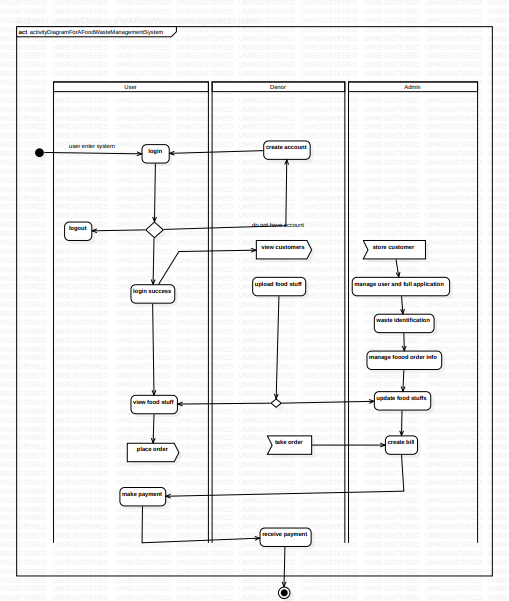 act activityDiagramForAFoodWasteManagementSystem
User
Denor
Admin
user enter system
login
create account
logout
do not have account
view customers
store customer
login success
upload food stuff
manage user and full application
waste identification
manage foood order info
view food stuff
update food stuffs
place order
take order
create bill
make payment
receive payment